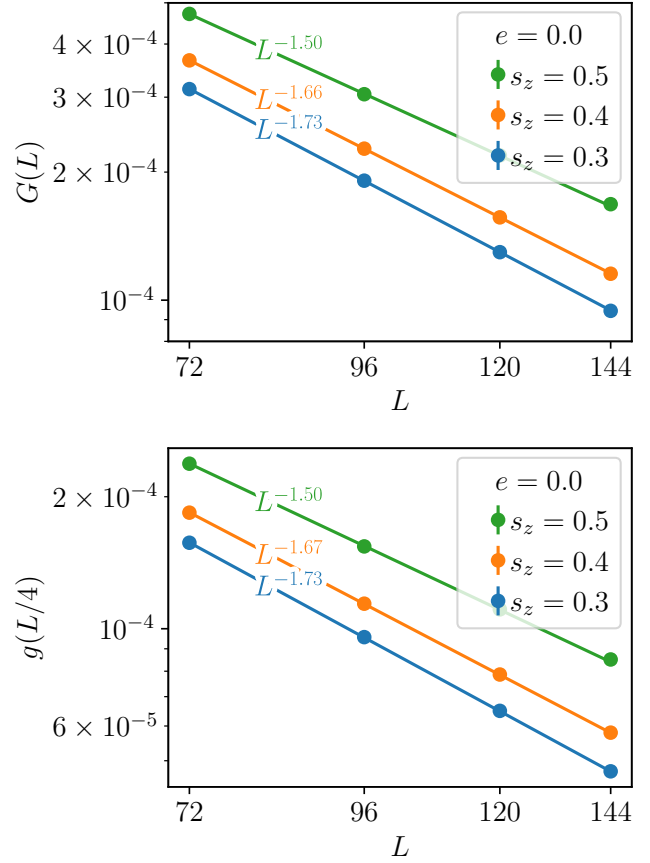 4 × 10⁻⁴
3 × 10⁻⁴
2 × 10⁻⁴
10⁻⁴
G(L)
L⁻¹·⁵⁰
L⁻¹·⁶⁶
L⁻¹·⁷³
e = 0.0
s_z = 0.5
s_z = 0.4
s_z = 0.3
72 96 120 144
L
2 × 10⁻⁴
10⁻⁴
6 × 10⁻⁵
g(L/4)
L⁻¹·⁵⁰
L⁻¹·⁶⁷
L⁻¹·⁷³
e = 0.0
s_z = 0.5
s_z = 0.4
s_z = 0.3
72 96 120 144
L